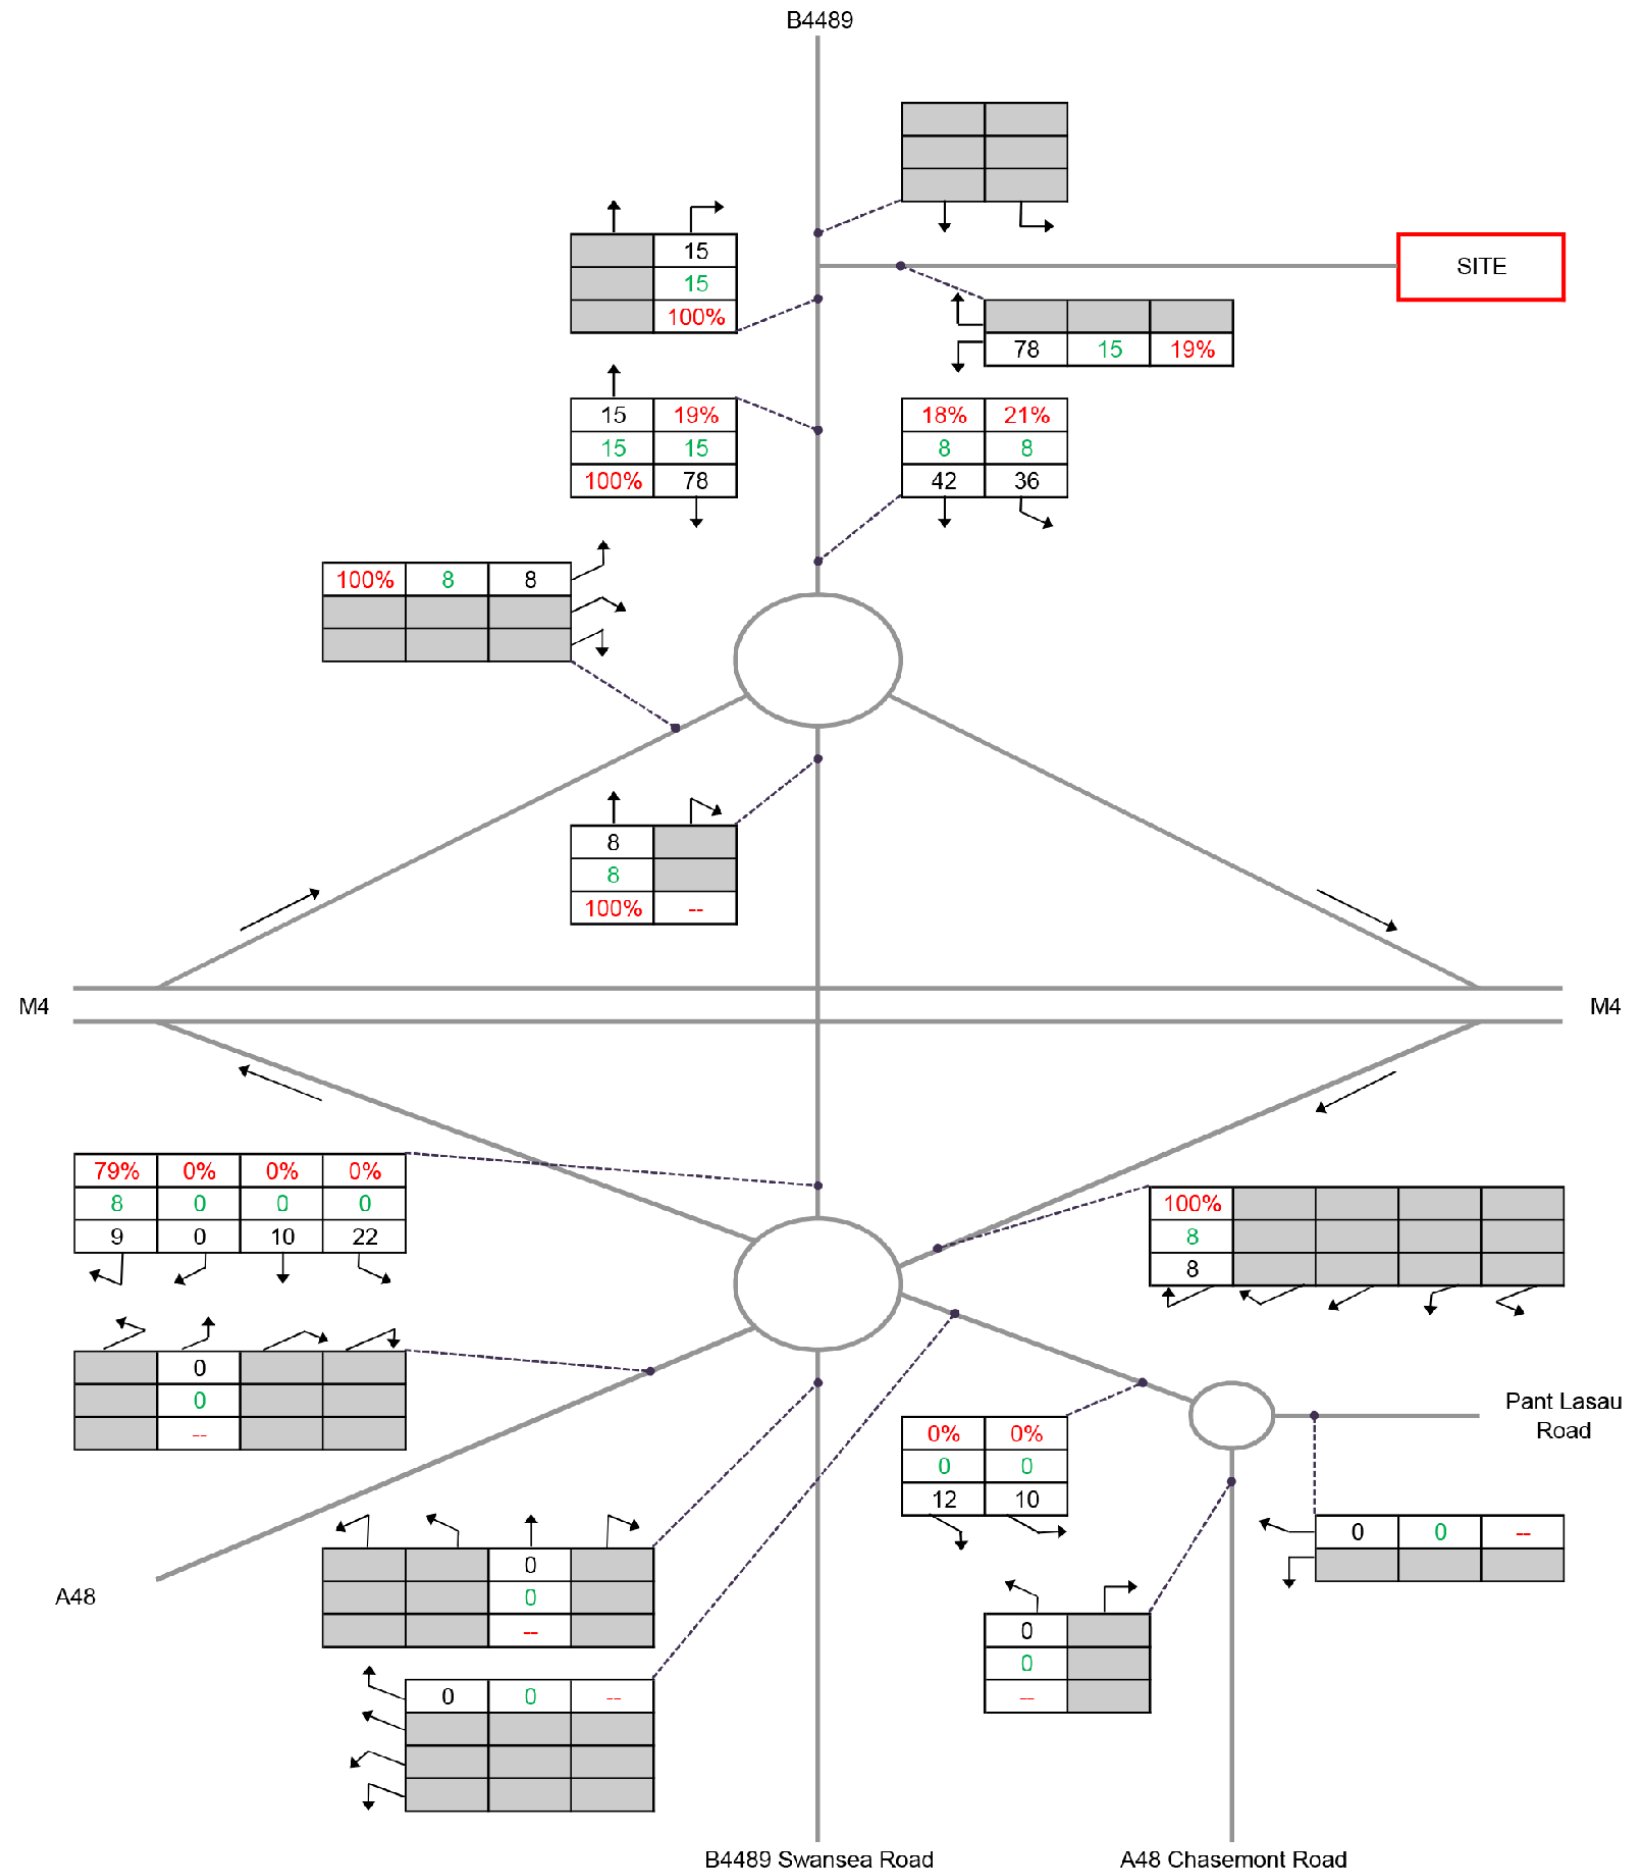 B4489
15
15
100%
SITE
78 15 19%
15 19%
15 15
100% 78
18% 21%
8 8
42 36
100% 8 8
8
8
100% --
M4
M4
79% 0% 0% 0%
8 0 0 0
9 0 10 22
100%
8
8
0
0
--
Pant Lasau
Road
0% 0%
0 0
12 10
0 0 --
0
0
--
A48
0
0
--
0 0 --
B4489 Swansea Road
A48 Chasemont Road